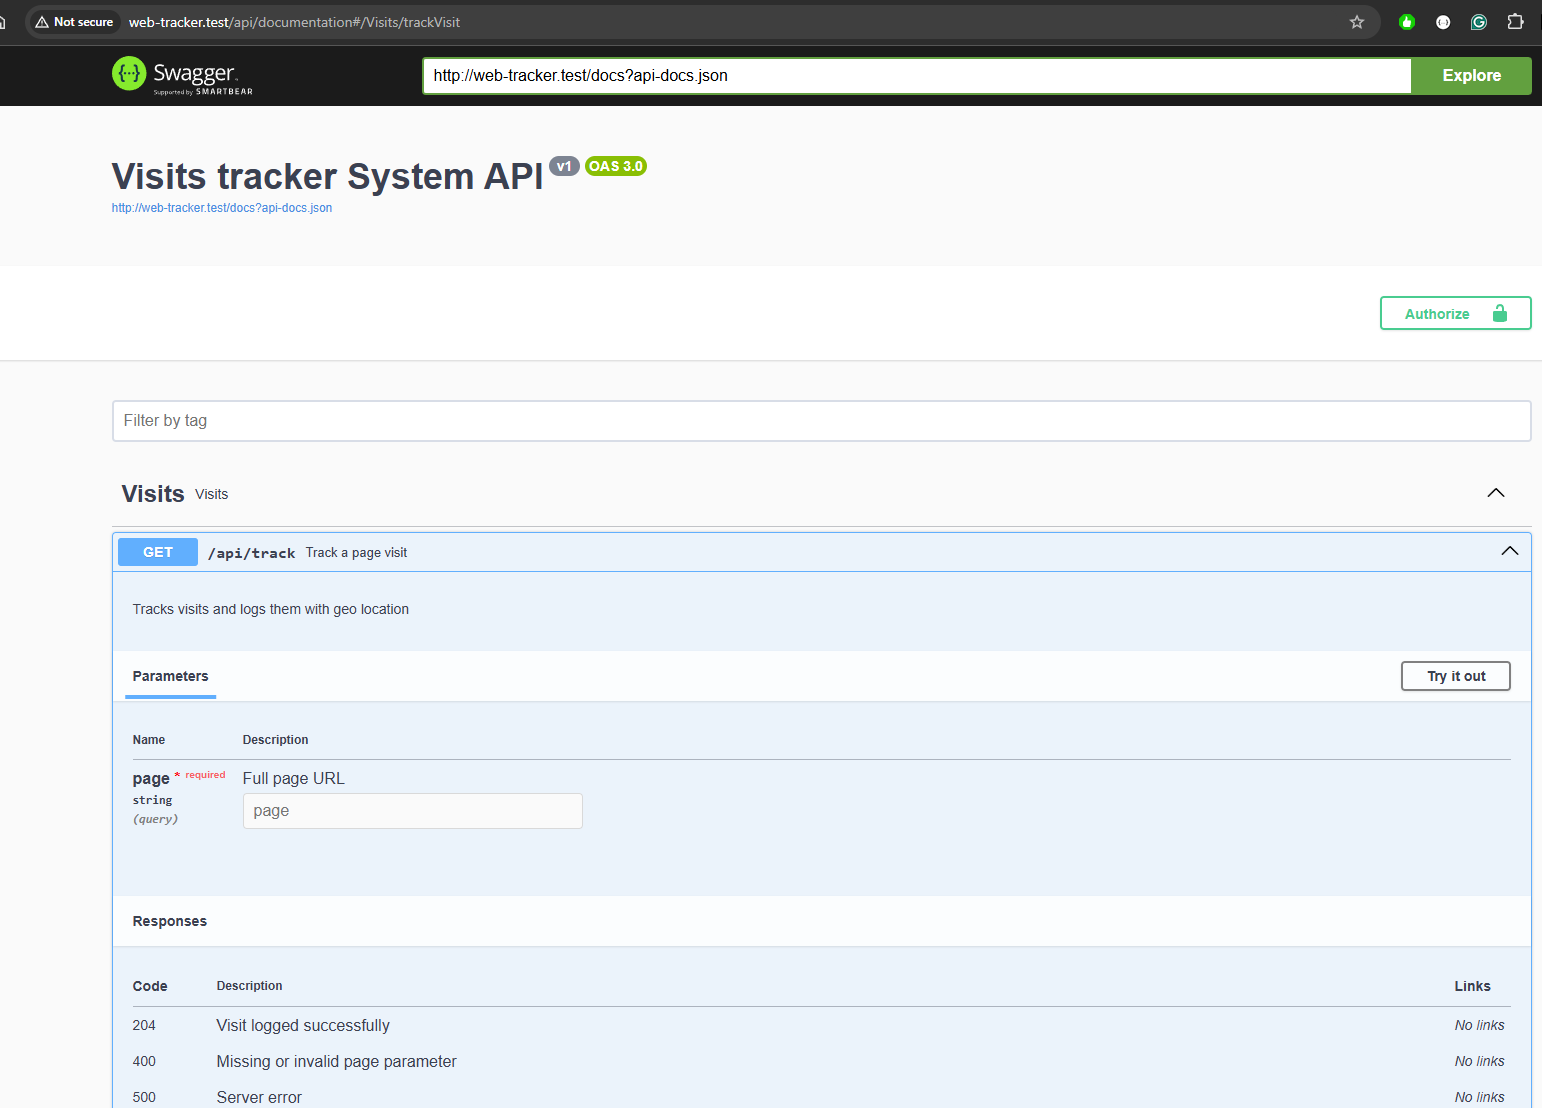 Not secure web-tracker.test/api/documentation#/Visits/trackVisit
Swagger.
Supported by SMARTBEAR
http://web-tracker.test/docs?api-docs.json
Explore
Visits tracker System API v1 OAS 3.0
http://web-tracker.test/docs?api-docs.json
Authorize
Filter by tag
Visits Visits
GET /api/track Track a page visit
Tracks visits and logs them with geo location
Parameters
Try it out
Name Description
page * required Full page URL
string
(query)
page
Responses
Code Description Links
204 Visit logged successfully No links
400 Missing or invalid page parameter No links
500 Server error No links